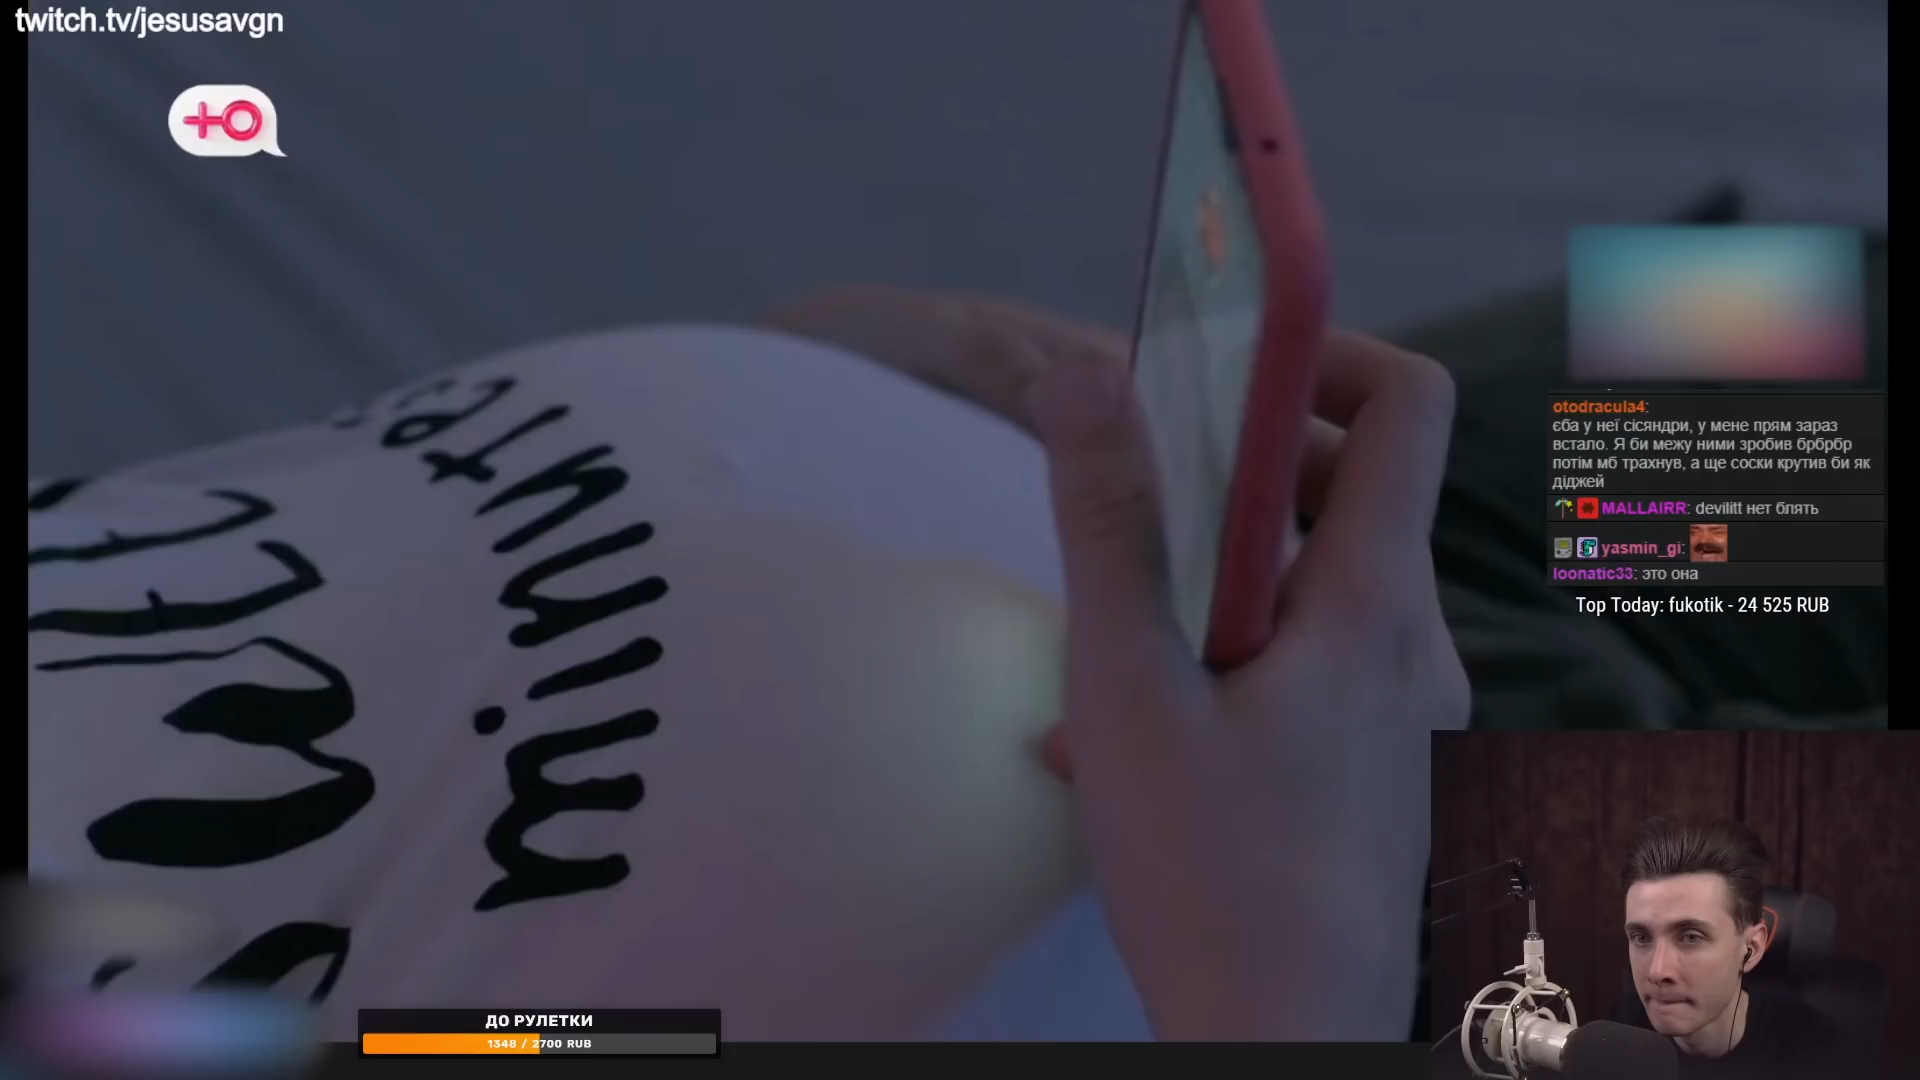 twitch.tv/jesusavgn
Ю
otodracula4:
єба у неї сісяндри, у мене прям зараз
встало. Я би межу ними зробив брбрбр
потім мб трахнув, а ще соски крутив би як
діджей
MALLAIRR: devilitt нет блять
yasmin_gi:
loonatic33: это она
Top Today: fukotik - 24 525 RUB
minute
ДО РУЛЕТКИ
1348 / 2700 RUB